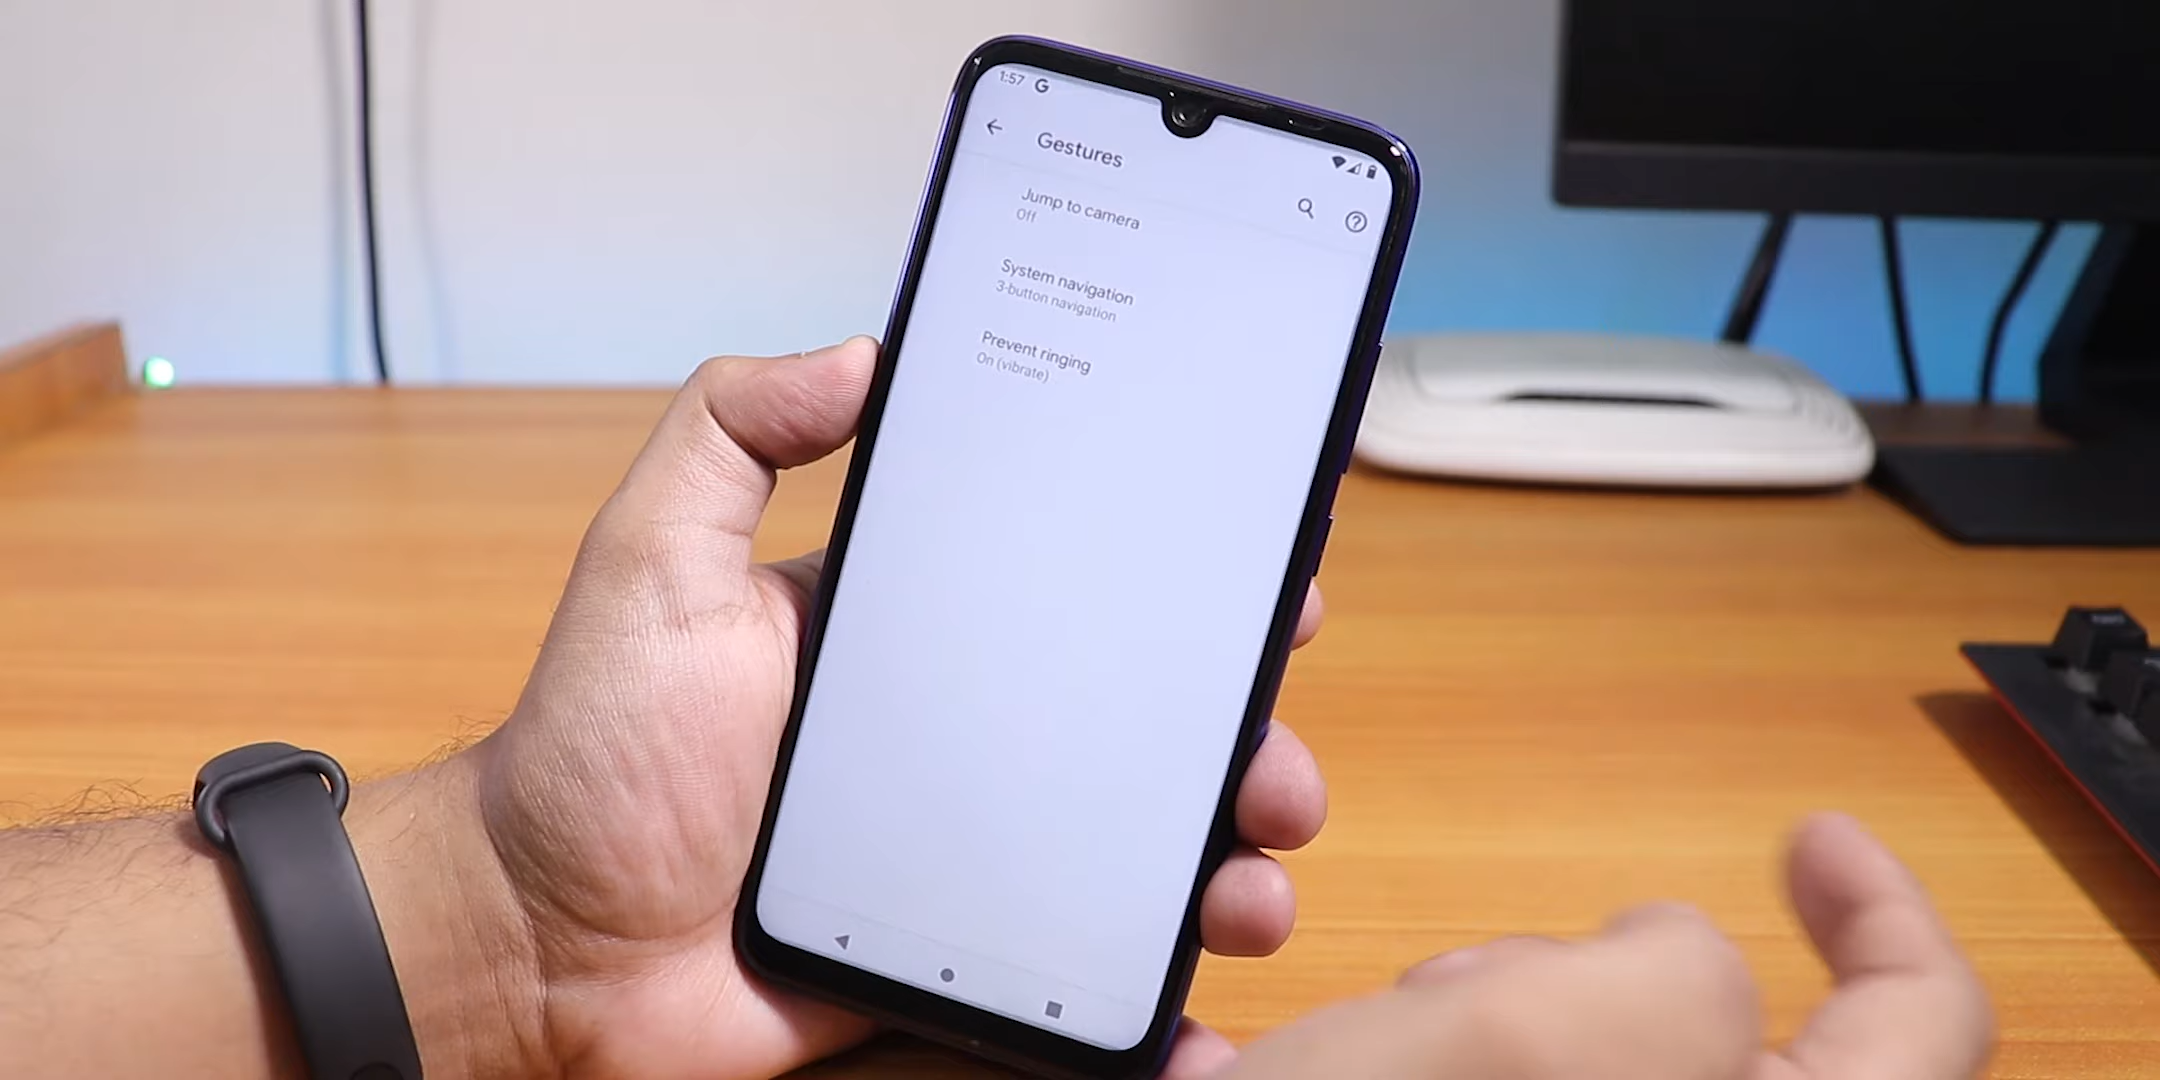 1:57 G
Gestures
Jump to camera
Off
System navigation
3-button navigation
Prevent ringing
On (vibrate)